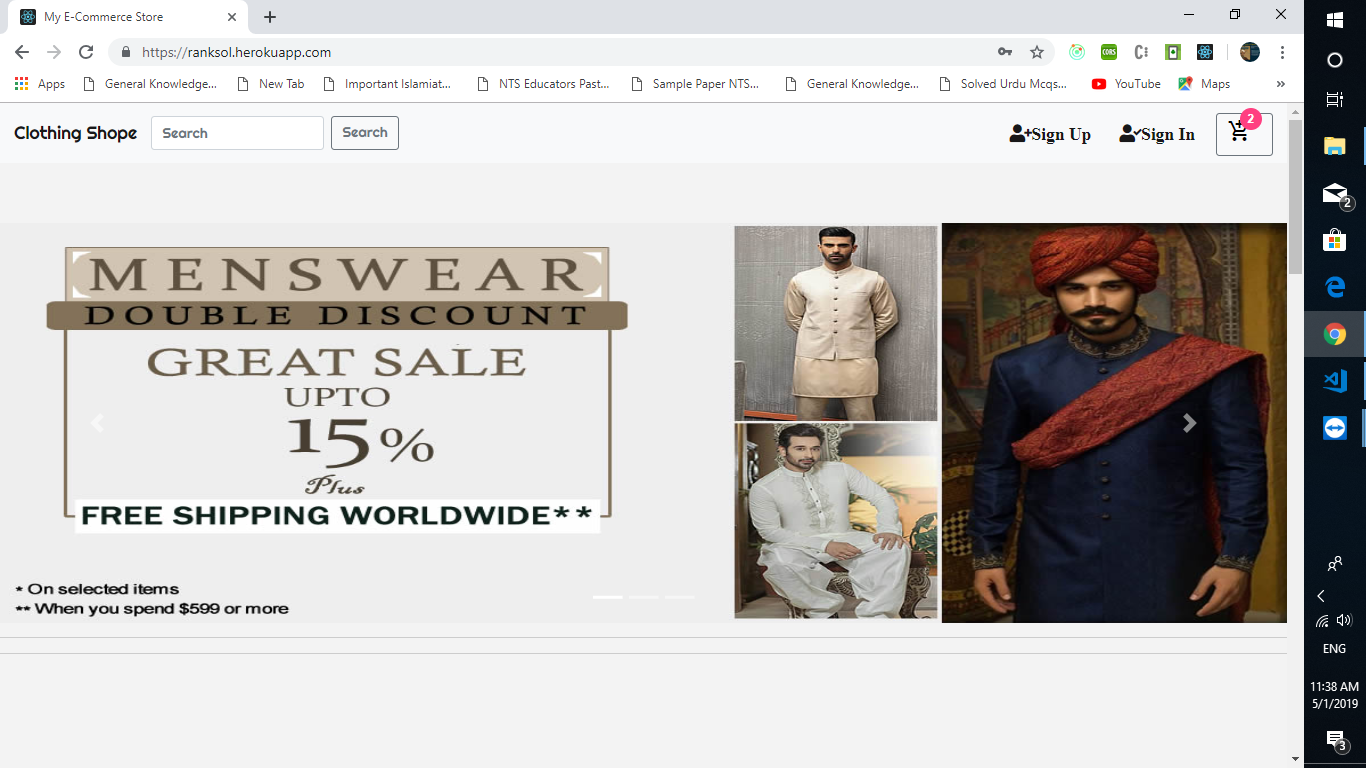 My E-Commerce Store
https://ranksol.herokuapp.com
Apps General Knowledge... New Tab Important Islamiat... NTS Educators Past... Sample Paper NTS... General Knowledge... Solved Urdu Mcqs... YouTube Maps »
Clothing Shope Search Search Sign Up Sign In 2
MENSWEAR
DOUBLE DISCOUNT
GREAT SALE
UPTO
15%
Plus
FREE SHIPPING WORLDWIDE**
* On selected items
** When you spend $599 or more
2
ENG
11:38 AM
5/1/2019
3